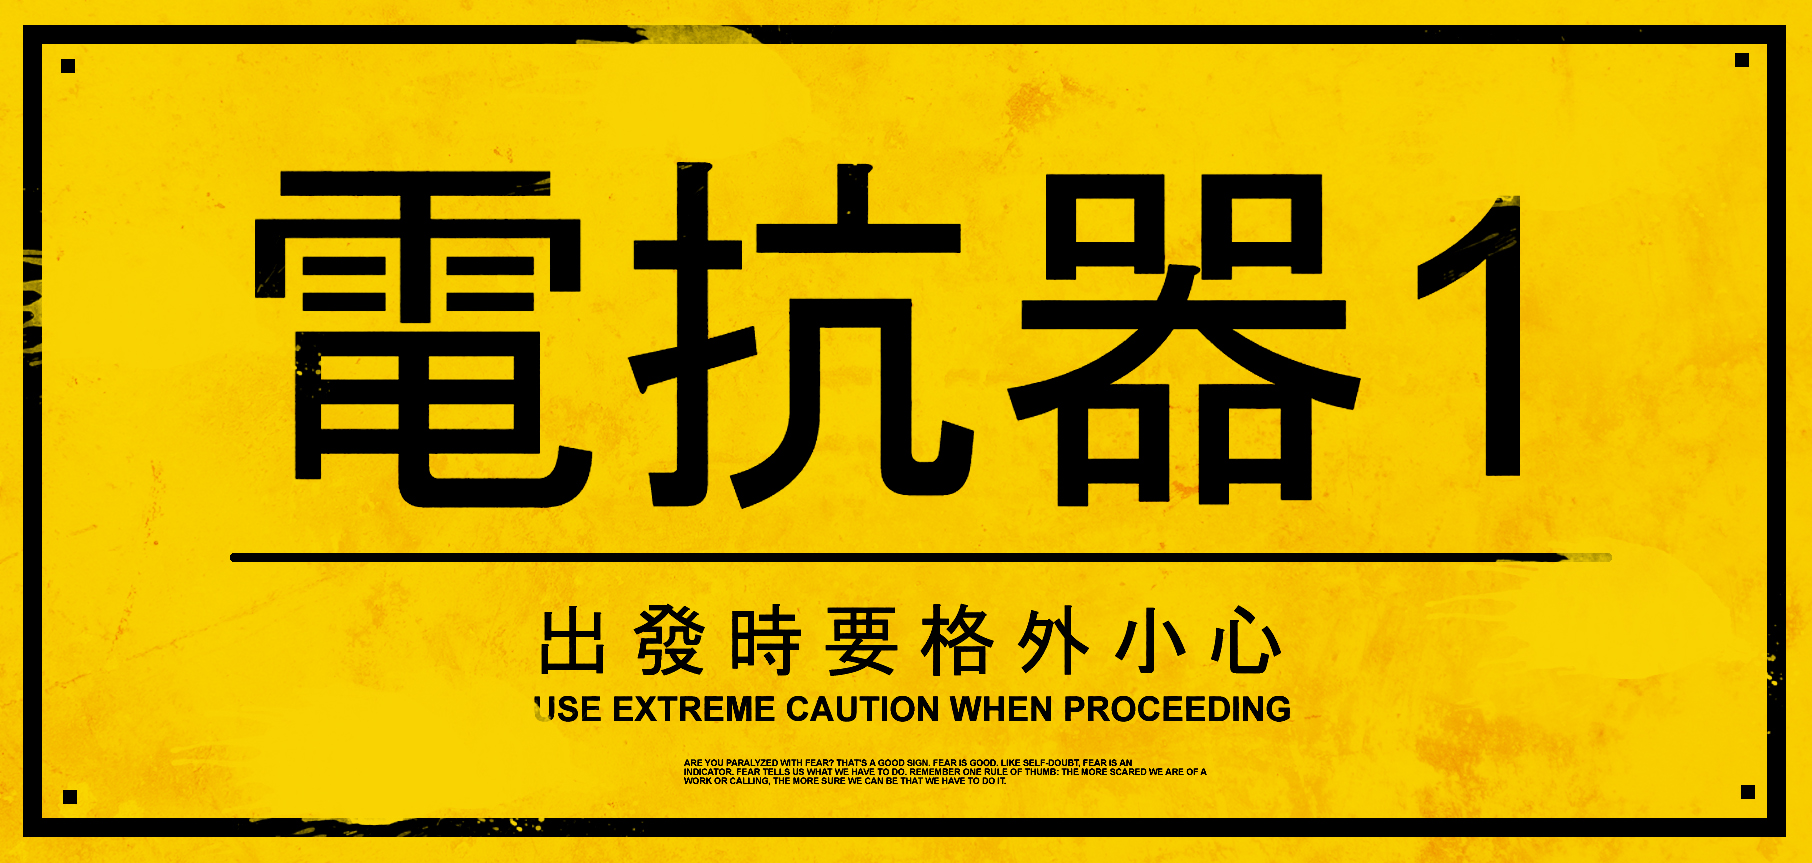 電抗器1
出發時要格外小心
USE EXTREME CAUTION WHEN PROCEEDING
ARE YOU PARALYZED WITH FEAR? THAT'S A GOOD SIGN. FEAR IS GOOD. LIKE SELF-DOUBT, FEAR IS AN
INDICATOR. FEAR TELLS US WHAT WE HAVE TO DO. REMEMBER ONE RULE OF THUMB: THE MORE SCARED WE ARE OF A
WORK OR CALLING, THE MORE SURE WE CAN BE THAT WE HAVE TO DO IT.